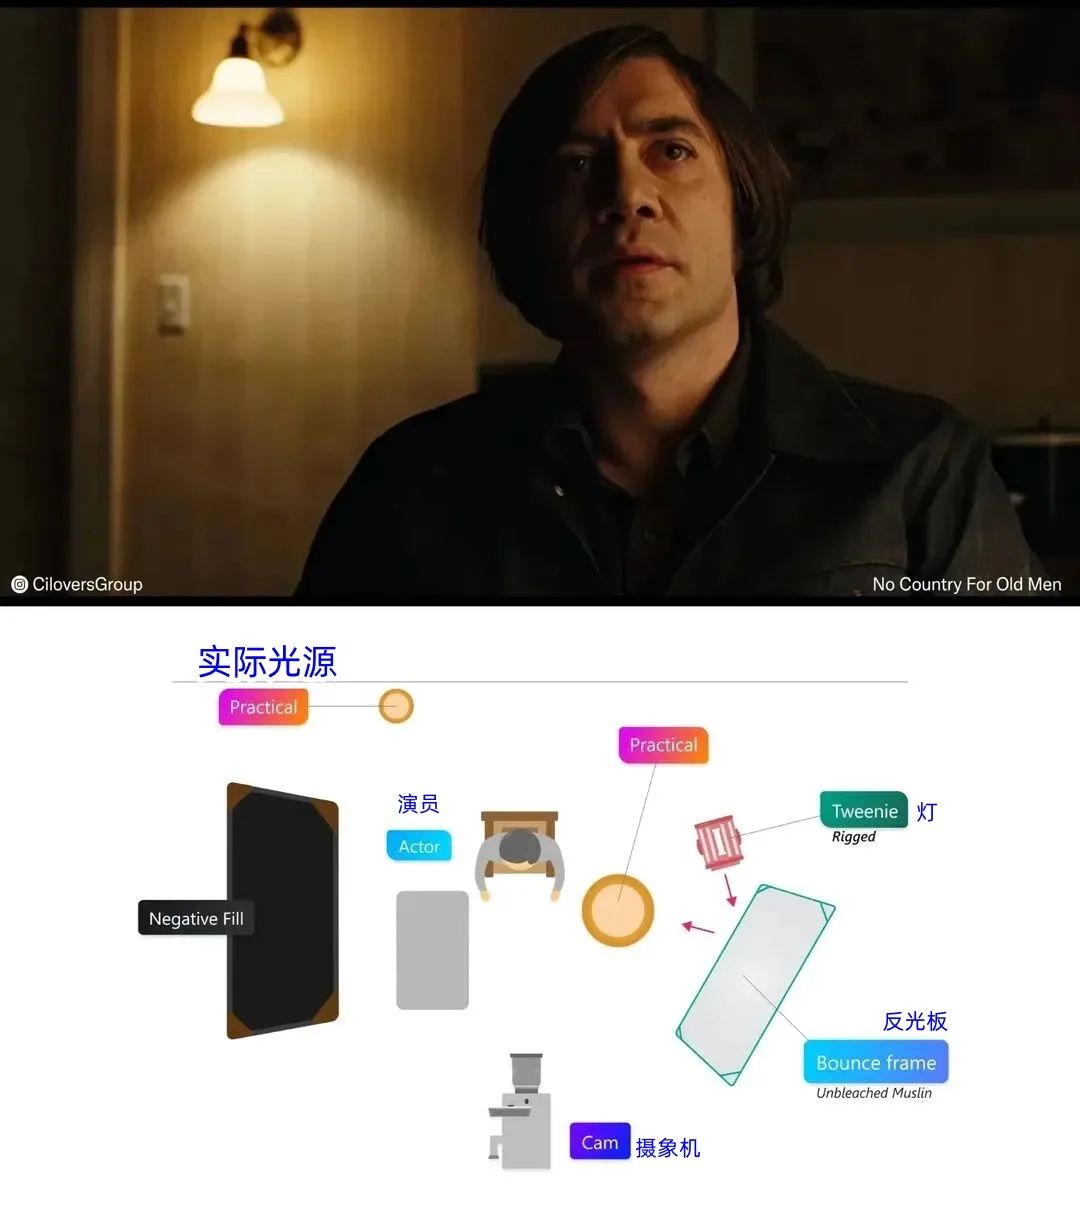 CiloversGroup
No Country For Old Men
实际光源
Practical
Practical
演员
Tweenie 灯
Rigged
Actor
Negative Fill
反光板
Bounce frame
Unbleached Muslin
Cam 摄象机